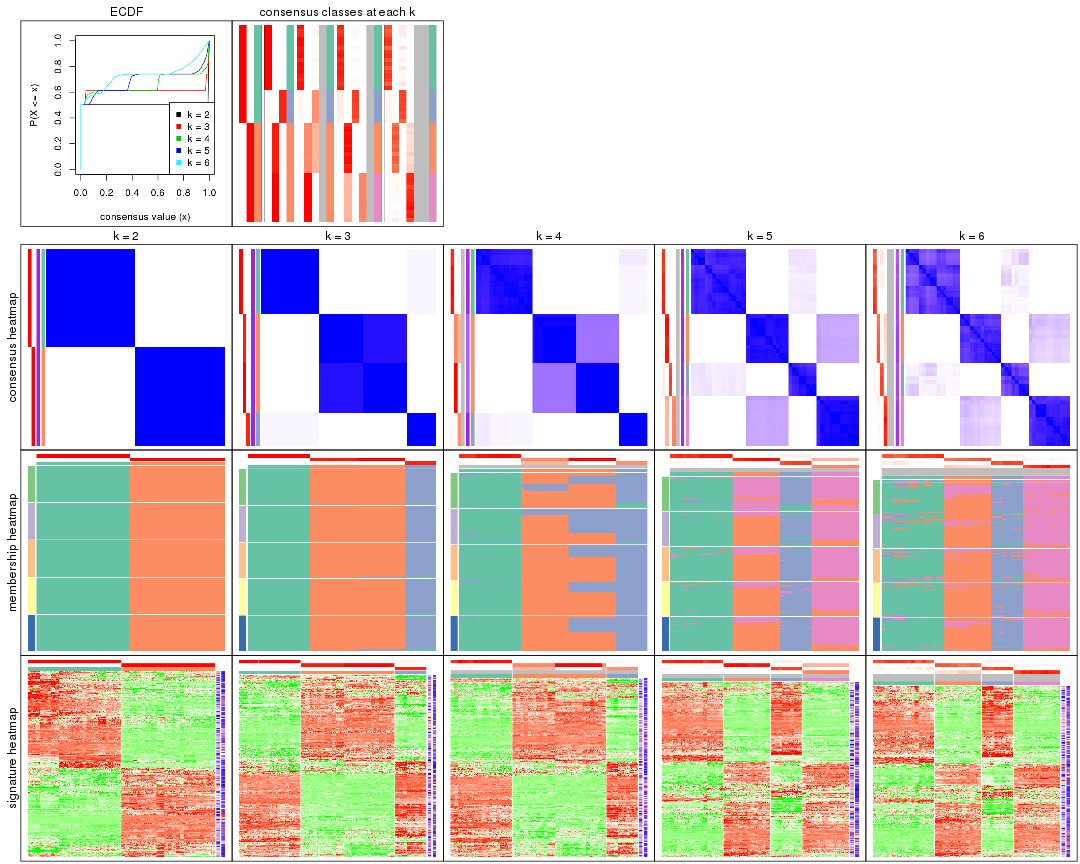 ECDF
consensus classes at each k
P(X <= x)
0.0 0.2 0.4 0.6 0.8 1.0
k = 2
k = 3
k = 4
k = 5
k = 6
0.0 0.2 0.4 0.6 0.8 1.0
consensus value (x)
k = 2
k = 3
k = 4
k = 5
k = 6
consensus heatmap
membership heatmap
signature heatmap